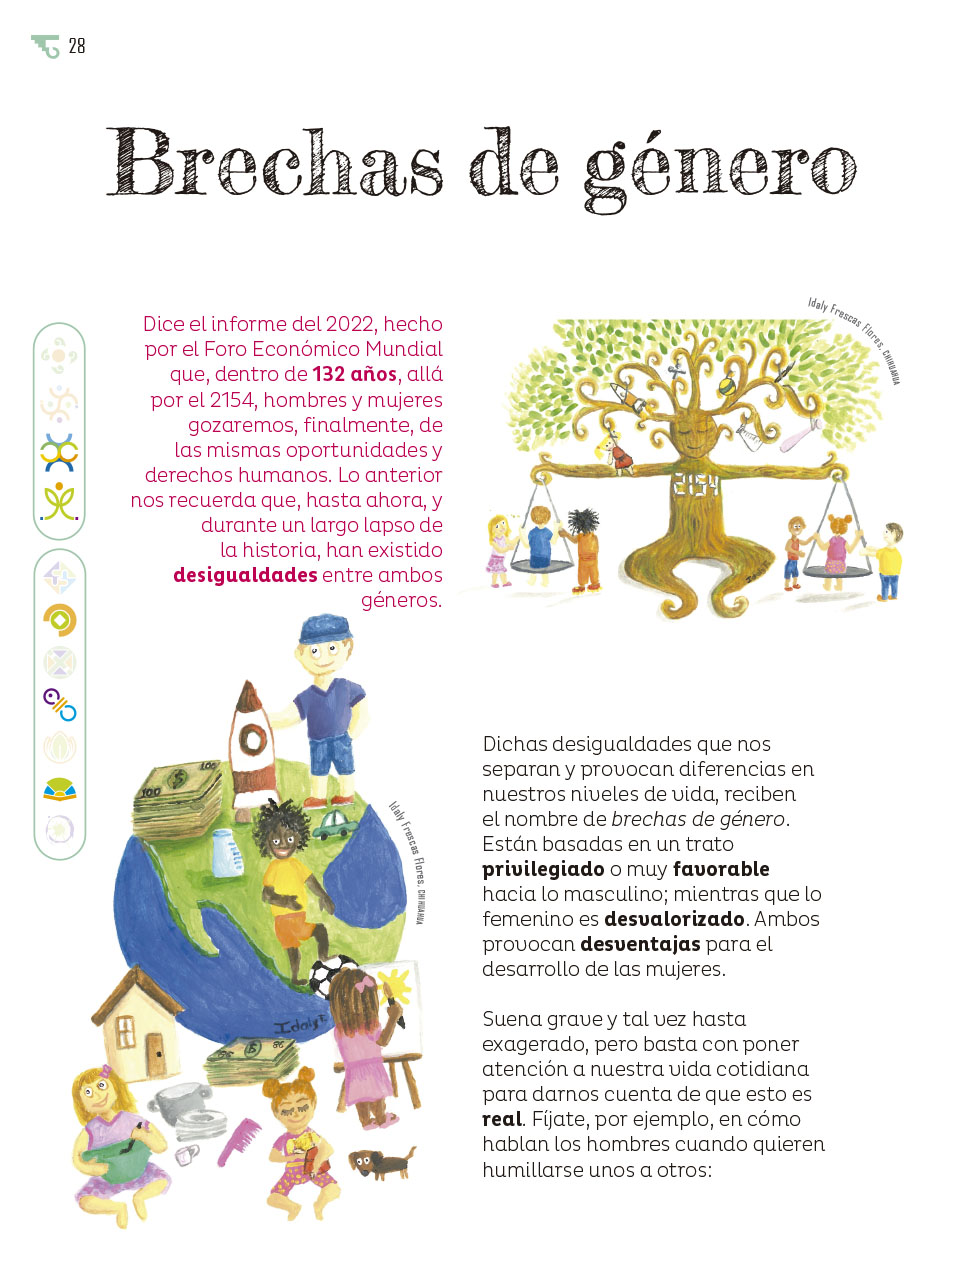 28
Brechas de género
Dice el informe del 2022, hecho
por el Foro Económico Mundial
que, dentro de 132 años, allá
por el 2154, hombres y mujeres
gozaremos, finalmente, de
las mismas oportunidades y
derechos humanos. Lo anterior
nos recuerda que, hasta ahora, y
durante un largo lapso de
la historia, han existido
desigualdades entre ambos
géneros.
Idaly Frescas Flores, CHIHUAHUA
2154
100
$
100
Idaly Frescas Flores, CHIHUAHUA
Idaly F.
Dichas desigualdades que nos
separan y provocan diferencias en
nuestros niveles de vida, reciben
el nombre de brechas de género.
Están basadas en un trato
privilegiado o muy favorable
hacia lo masculino; mientras que lo
femenino es desvalorizado. Ambos
provocan desventajas para el
desarrollo de las mujeres.
Suena grave y tal vez hasta
exagerado, pero basta con poner
atención a nuestra vida cotidiana
para darnos cuenta de que esto es
real. Fíjate, por ejemplo, en cómo
hablan los hombres cuando quieren
humillarse unos a otros: